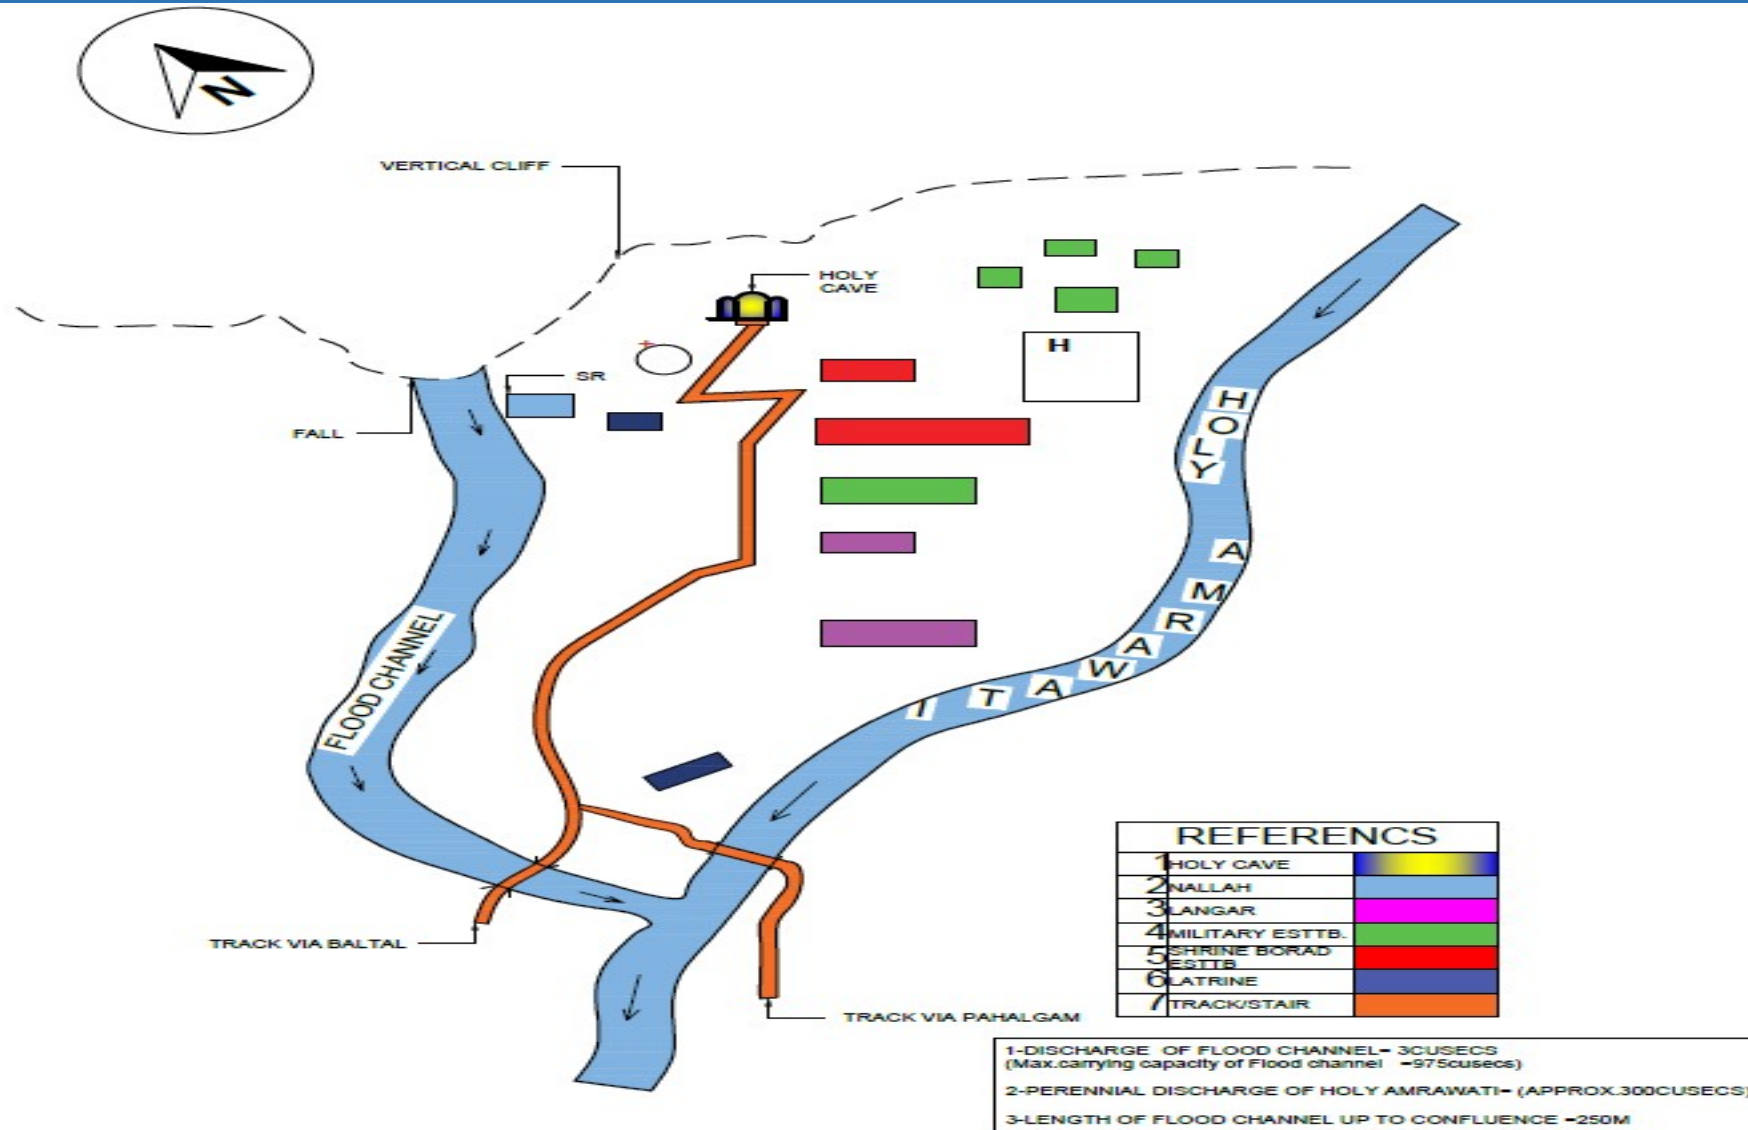 N
VERTICAL CLIFF
HOLY
CAVE
SR
H
FALL
HOLY AMRAWATI
FLOOD CHANNEL
TRACK VIA BALTAL
TRACK VIA PAHALGAM
REFERENCS
1 HOLY CAVE
2 NALLAH
3 LANGAR
4 MILITARY ESTTB.
5 SHRINE BORAD
ESTTB
6 LATRINE
7 TRACK/STAIR
1-DISCHARGE OF FLOOD CHANNEL= 3CUSECS
(Max.carrying capacity of Flood channel =975cusecs)
2-PERENNIAL DISCHARGE OF HOLY AMRAWATI= (APPROX.300CUSECS)
3-LENGTH OF FLOOD CHANNEL UP TO CONFLUENCE =250M